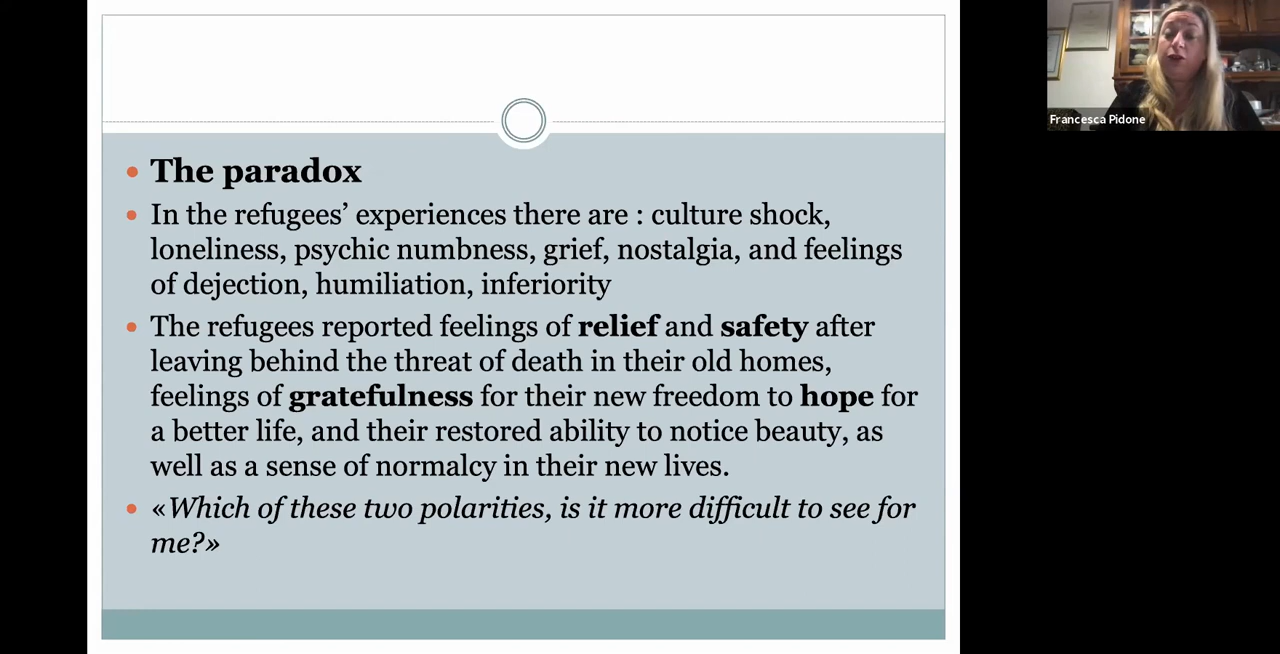 The paradox
In the refugees’ experiences there are : culture shock,
loneliness, psychic numbness, grief, nostalgia, and feelings
of dejection, humiliation, inferiority
The refugees reported feelings of relief and safety after
leaving behind the threat of death in their old homes,
feelings of gratefulness for their new freedom to hope for
a better life, and their restored ability to notice beauty, as
well as a sense of normalcy in their new lives.
«Which of these two polarities, is it more difficult to see for
me?»
Francesca Pidone